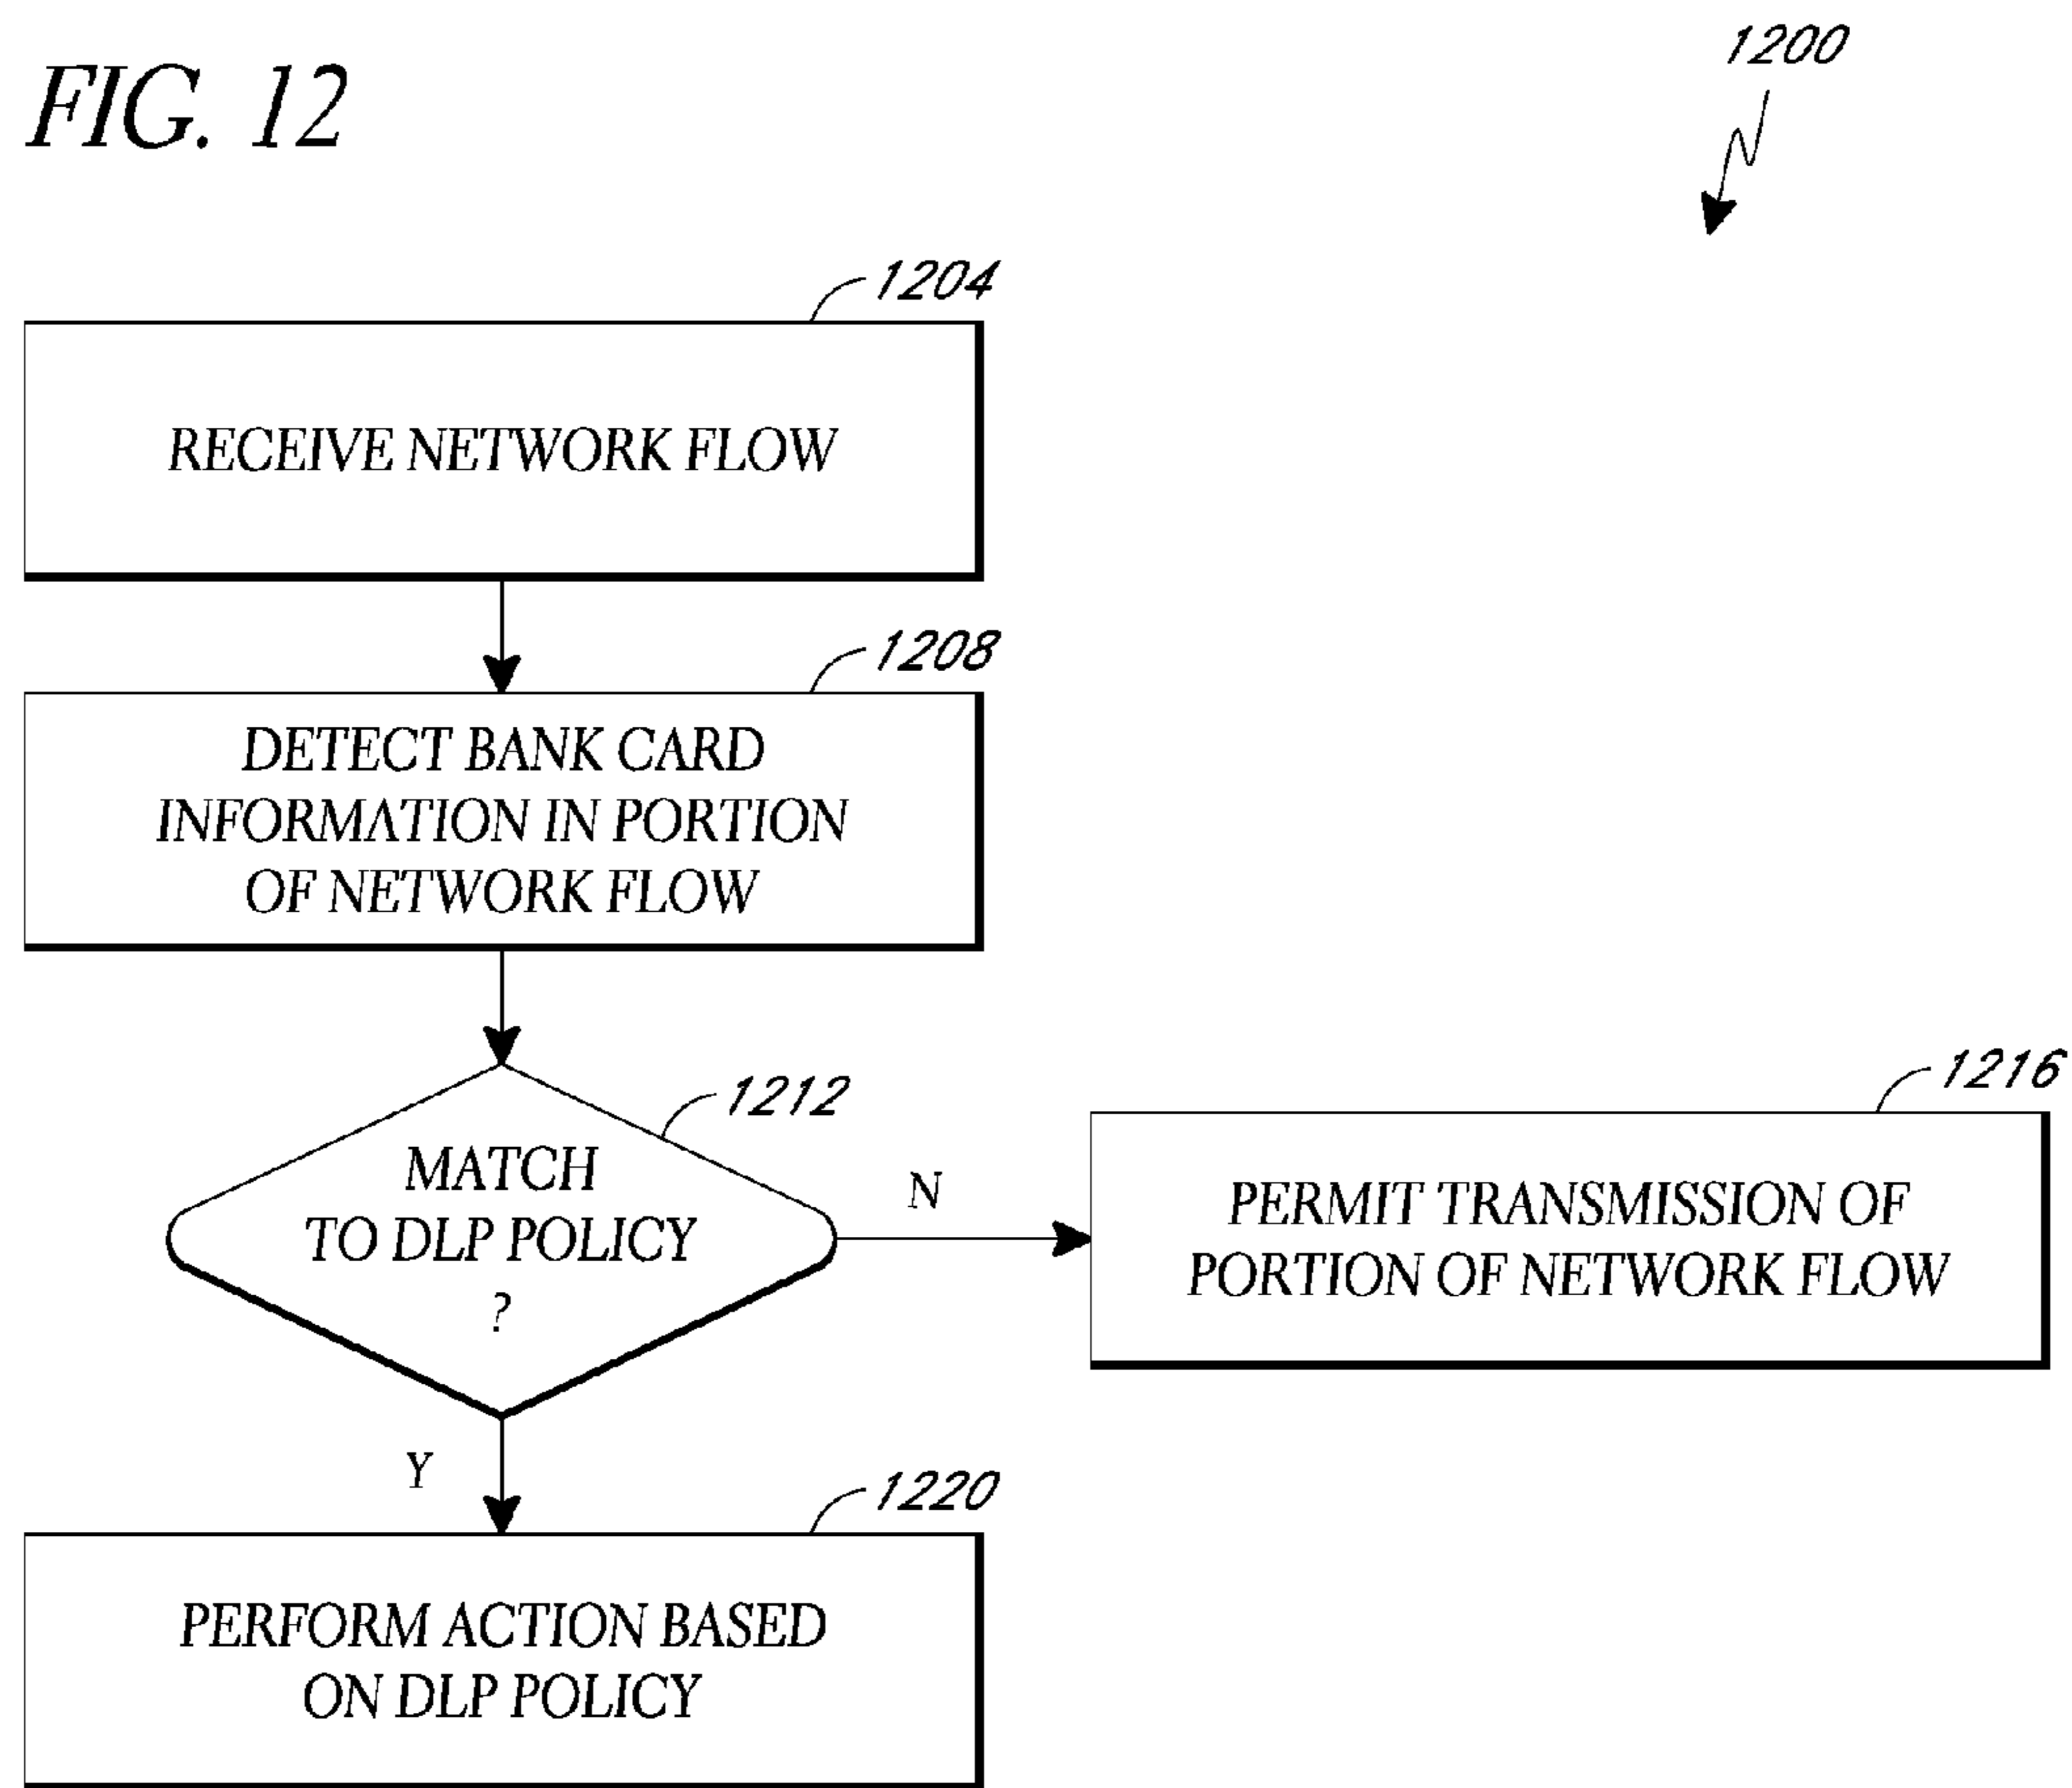 FIG. 12
1200
1204
RECEIVE NETWORK FLOW
1208
DETECT BANK CARD
INFORMATION IN PORTION
OF NETWORK FLOW
1212
MATCH
TO DLP POLICY
?
N
1216
PERMIT TRANSMISSION OF
PORTION OF NETWORK FLOW
Y
1220
PERFORM ACTION BASED
ON DLP POLICY